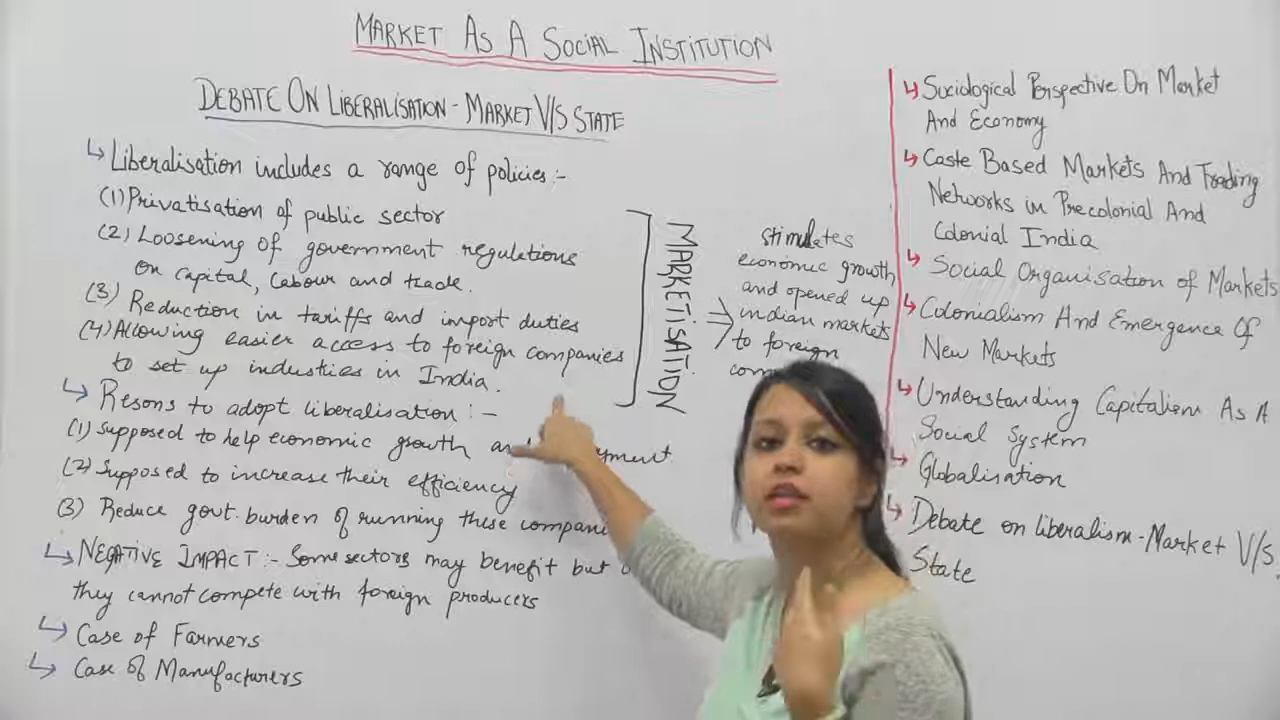 MARKET AS A SOCIAL INSTITUTION
DEBATE ON LIBERALISATION - MARKET V/S STATE
↳ Liberalisation includes a range of policies:-
(1) Privatisation of public sector
(2) Loosening of government regulations
on capital, labour and trade.
(3) Reduction in tariffs and import duties
(4) Allowing easier access to foreign companies
to set up industies in India.
↳ Resons to adopt liberalisation:-
(1) supposed to help economic growth
(2) supposed to increase their efficiency
(3) Reduce govt. burden of running these
↳ NEGATIVE IMPACT:- Some sectors may benefit but
they cannot compete with foreign producers
↳ Case of Farmers
↳ Case of Manufacturers
MARKETISATION
⇒ stimulates
economic growth
and opened up
indian markets
to foreign
↳ Sociological Perspective On Market
And Economy
↳ Caste Based Markets And Trading
Networks in Precolonial And
Colonial India
↳ Social Organisation of Markets
↳ Colonialism And Emergence Of
New Markets
↳ Understanding Capitalism As A
Social System
↳ Globalisation
↳ Debate on liberalism - Market V/s.
State